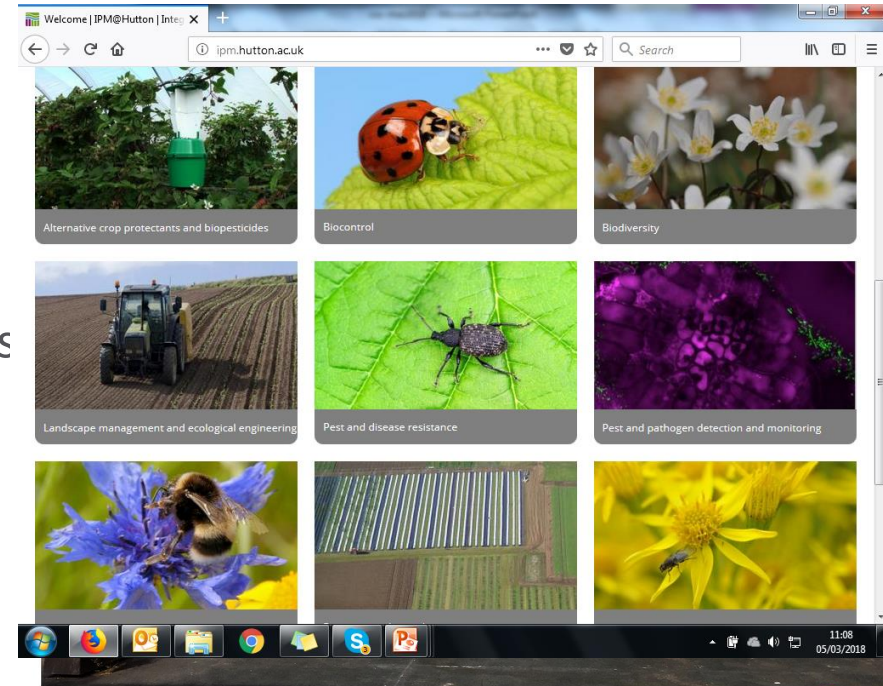 Welcome | IPM@Hutton | Integ
ipm.hutton.ac.uk
Search
Alternative crop protectants and biopesticides
Biocontrol
Biodiversity
s
Landscape management and ecological engineering
Pest and disease resistance
Pest and pathogen detection and monitoring
11:08
05/03/2018